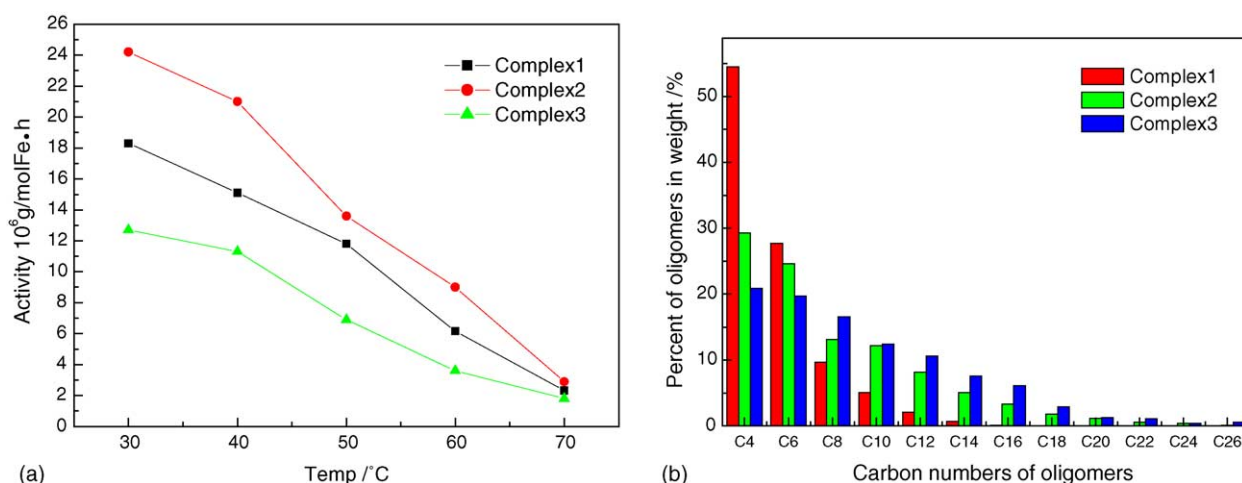 26
24
22
20
18
16
14
12
10
8
6
4
2
0
Activity 10⁶g/molFe•h
Complex1
Complex2
Complex3
30 40 50 60 70
(a) Temp /°C
50
40
30
20
10
0
Percent of oligomers in weight /%
Complex1
Complex2
Complex3
C4 C6 C8 C10 C12 C14 C16 C18 C20 C22 C24 C26
(b) Carbon numbers of oligomers